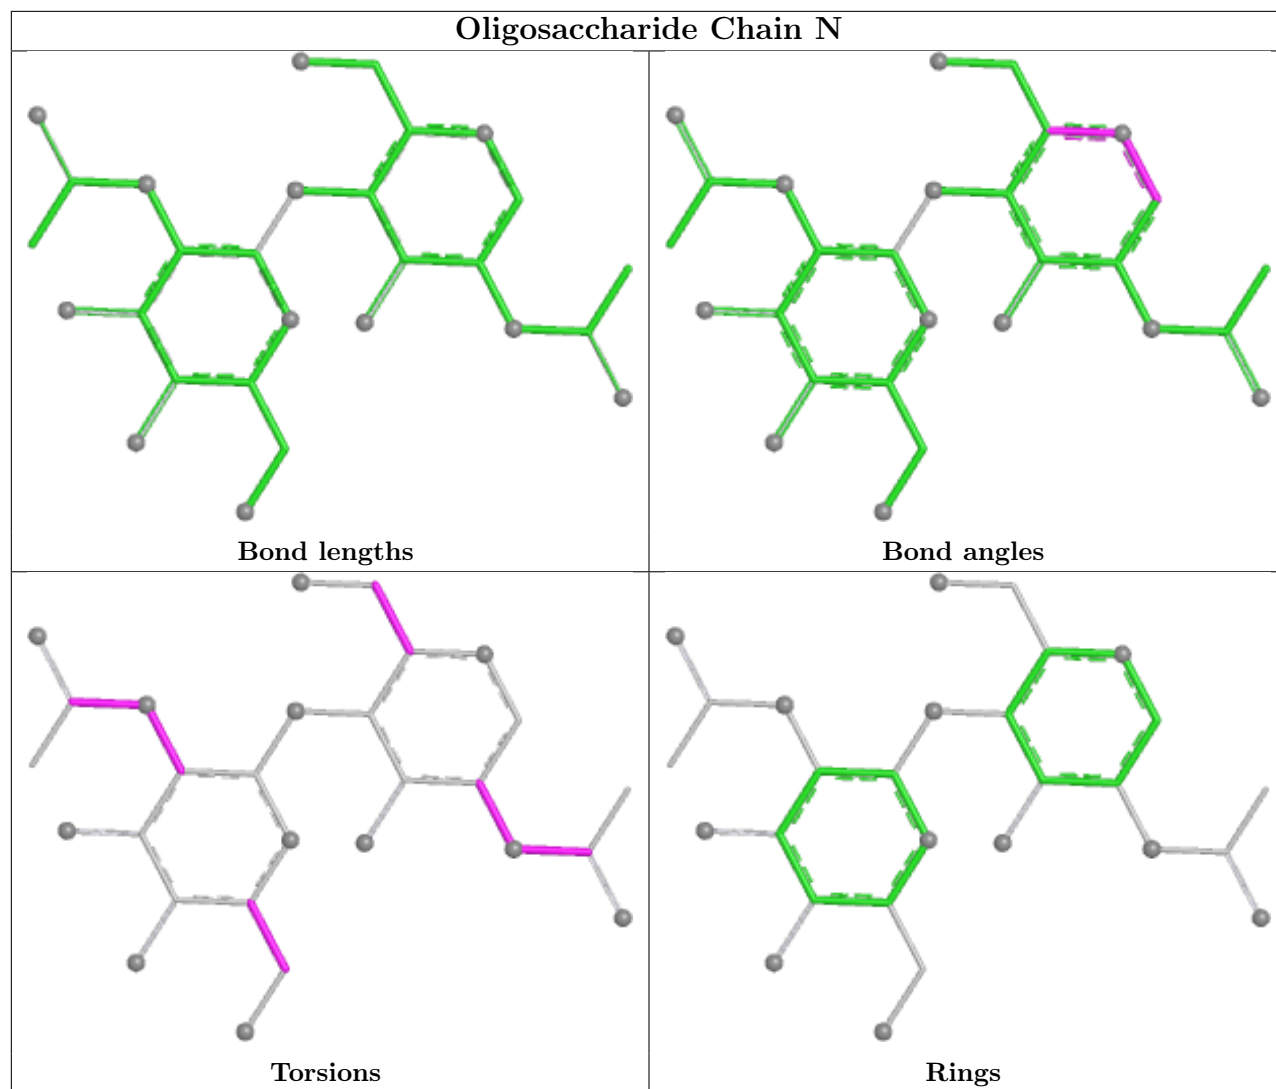 Oligosaccharide Chain N
Bond lengths
Bond angles
Torsions
Rings